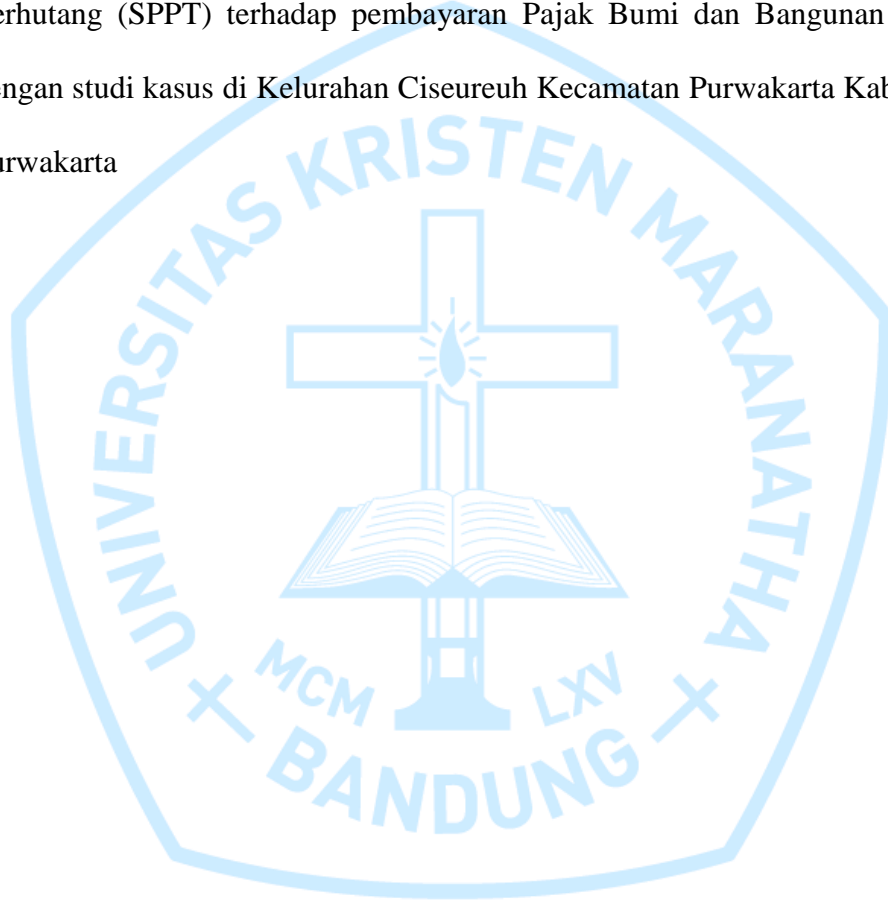 erhutang (SPPT) terhadap pembayaran Pajak Bumi dan Bangunan
engan studi kasus di Kelurahan Ciseureuh Kecamatan Purwakarta Kab
urwakarta
UNIVERSITAS KRISTEN MARANATHA
MCM LXV
BANDUNG